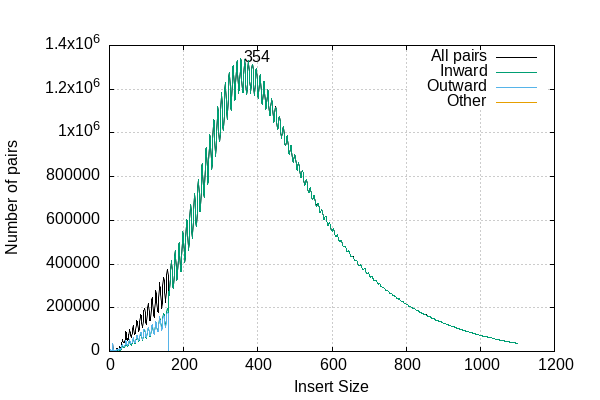 1.4x10⁶
1.2x10⁶
1x10⁶
800000
600000
400000
200000
0
Number of pairs
354
All pairs
Inward
Outward
Other
0 200 400 600 800 1000 1200
Insert Size